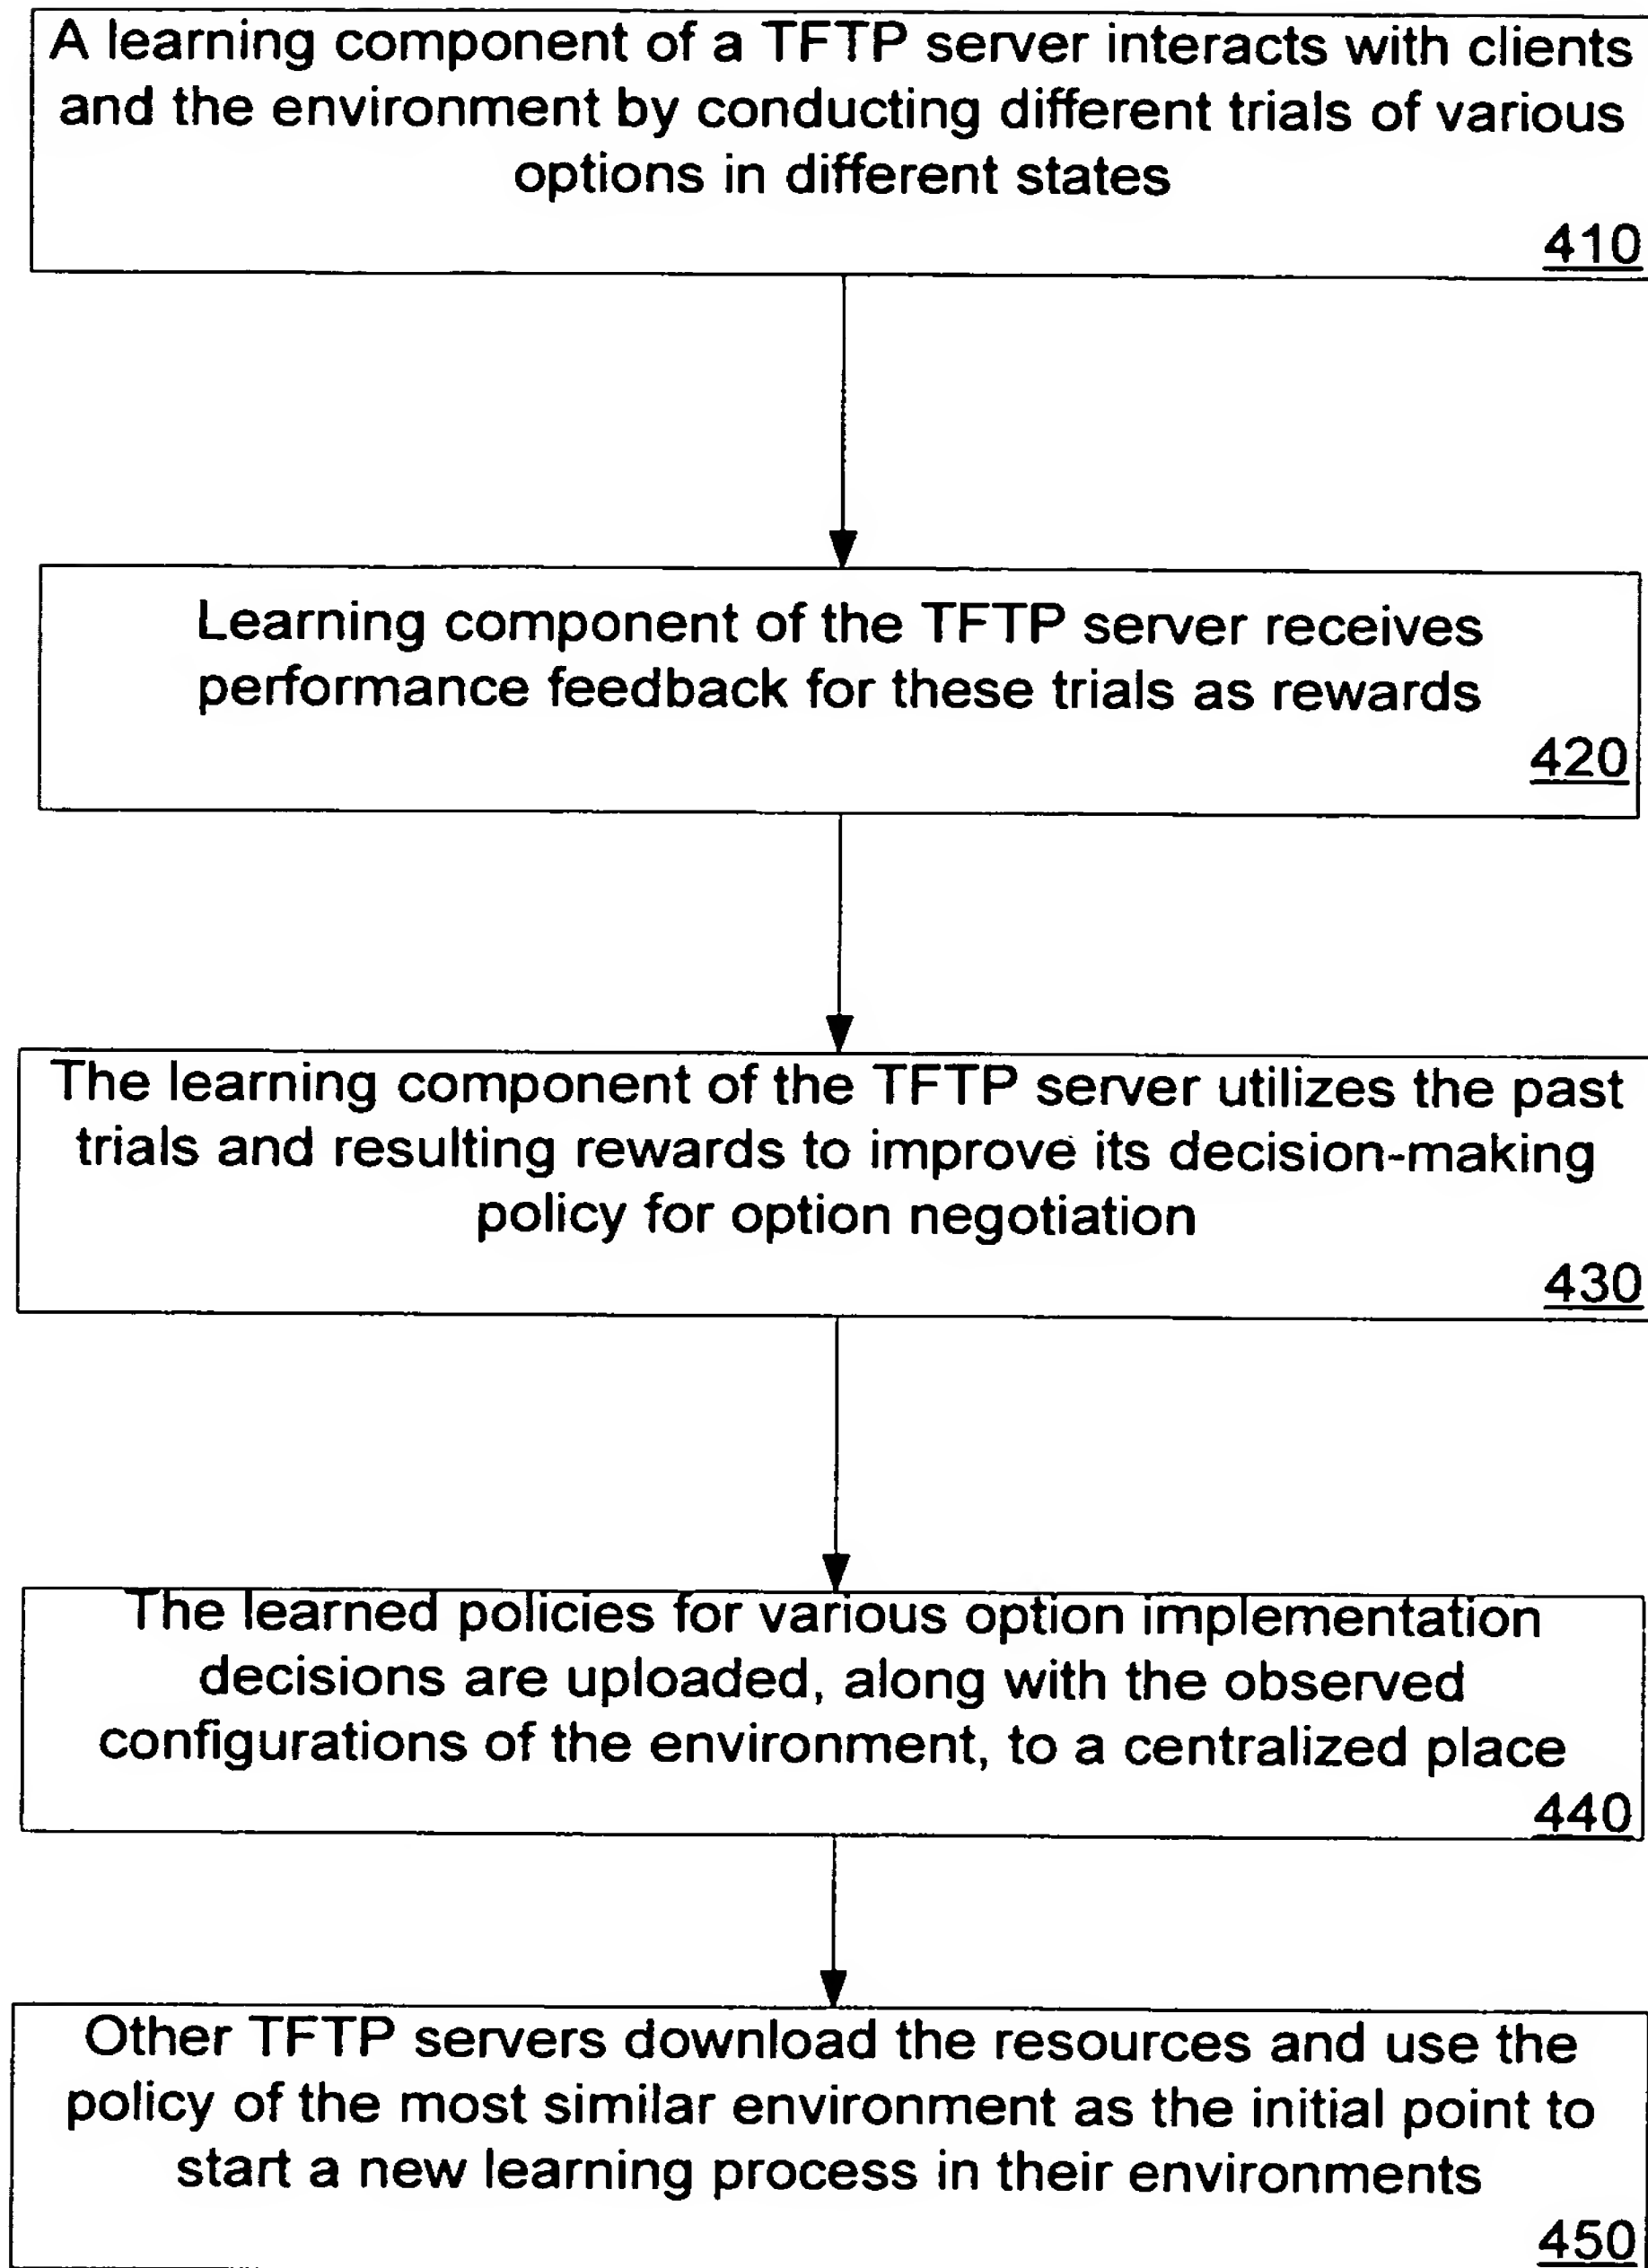 A learning component of a TFTP server interacts with clients
and the environment by conducting different trials of various
options in different states
410
Learning component of the TFTP server receives
performance feedback for these trials as rewards
420
The learning component of the TFTP server utilizes the past
trials and resulting rewards to improve its decision-making
policy for option negotiation
430
The learned policies for various option implementation
decisions are uploaded, along with the observed
configurations of the environment, to a centralized place
440
Other TFTP servers download the resources and use the
policy of the most similar environment as the initial point to
start a new learning process in their environments
450